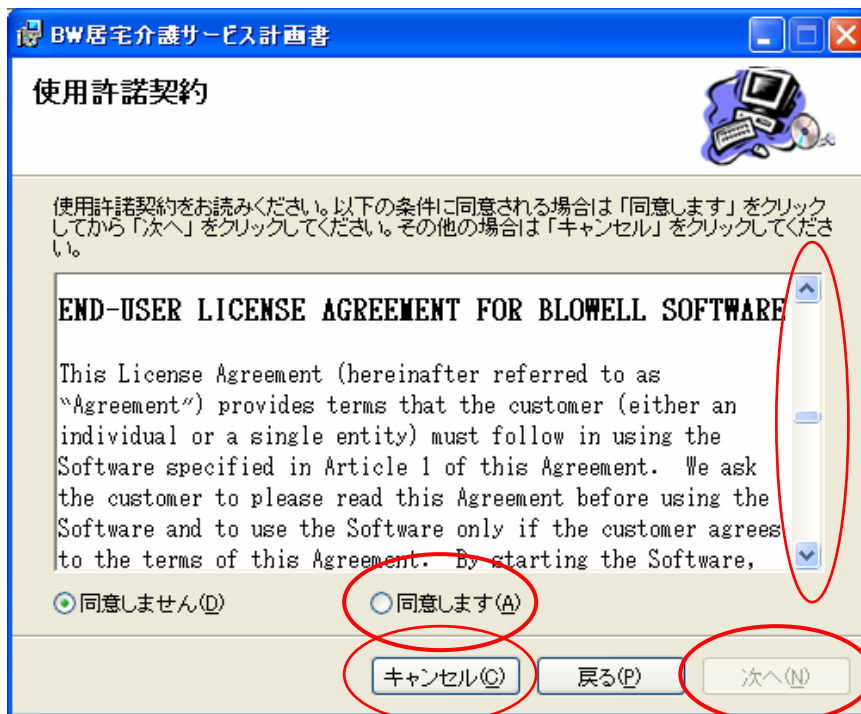 BW居宅介護サービス計画書
使用許諾契約
使用許諾契約をお読みください。以下の条件に同意される場合は「同意します」をクリック
してから「次へ」をクリックしてください。その他の場合は「キャンセル」をクリックしてくださ
い。
END-USER LICENSE AGREEMENT FOR BLOWELL SOFTWARE
This License Agreement (hereinafter referred to as
“Agreement”) provides terms that the customer (either an
individual or a single entity) must follow in using the
Software specified in Article 1 of this Agreement.  We ask
the customer to please read this Agreement before using the
Software and to use the Software only if the customer agrees
to the terms of this Agreement.  By starting the Software,
同意しません(D) 同意します(A)
キャンセル(C) 戻る(P) 次へ(N)